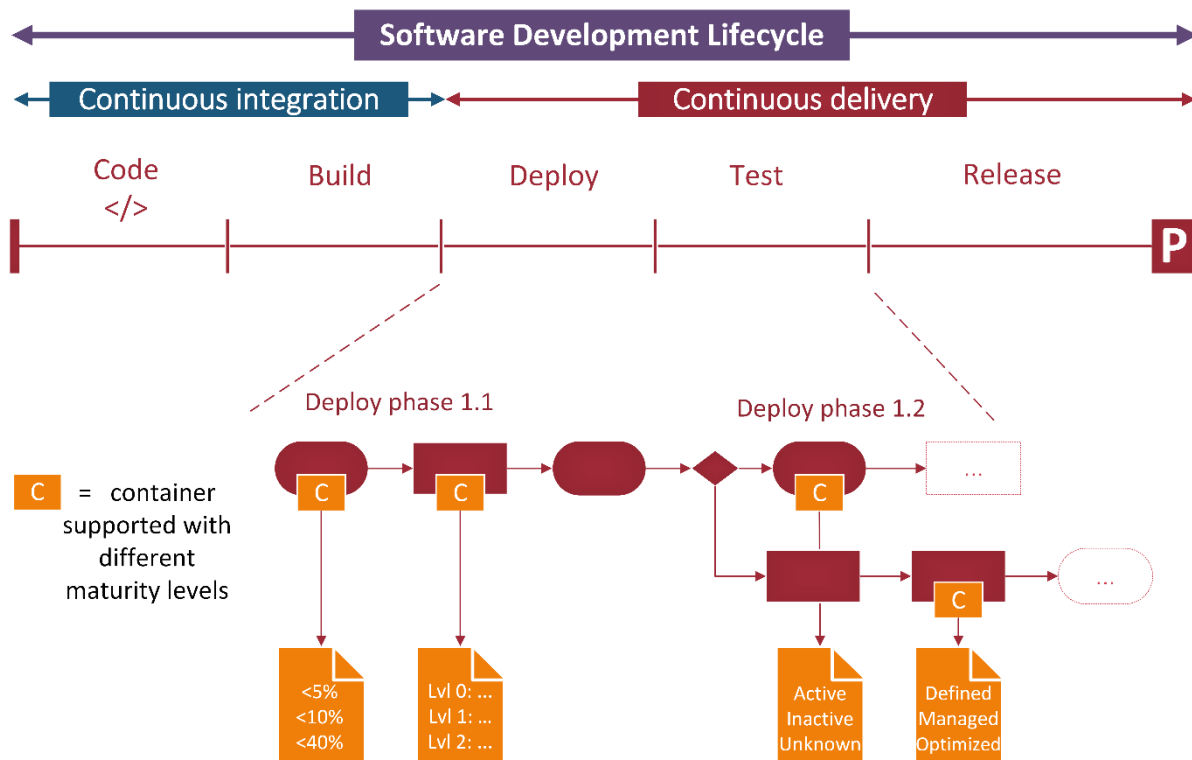 Software Development Lifecycle
Continuous integration
Continuous delivery
Code
</>
Build
Deploy
Test
Release
P
Deploy phase 1.1
Deploy phase 1.2
C
C
C
...
C = container
supported with
different
maturity levels
C
...
<5%
<10%
<40%
Lvl 0: ...
Lvl 1: ...
Lvl 2: ...
Active
Inactive
Unknown
Defined
Managed
Optimized